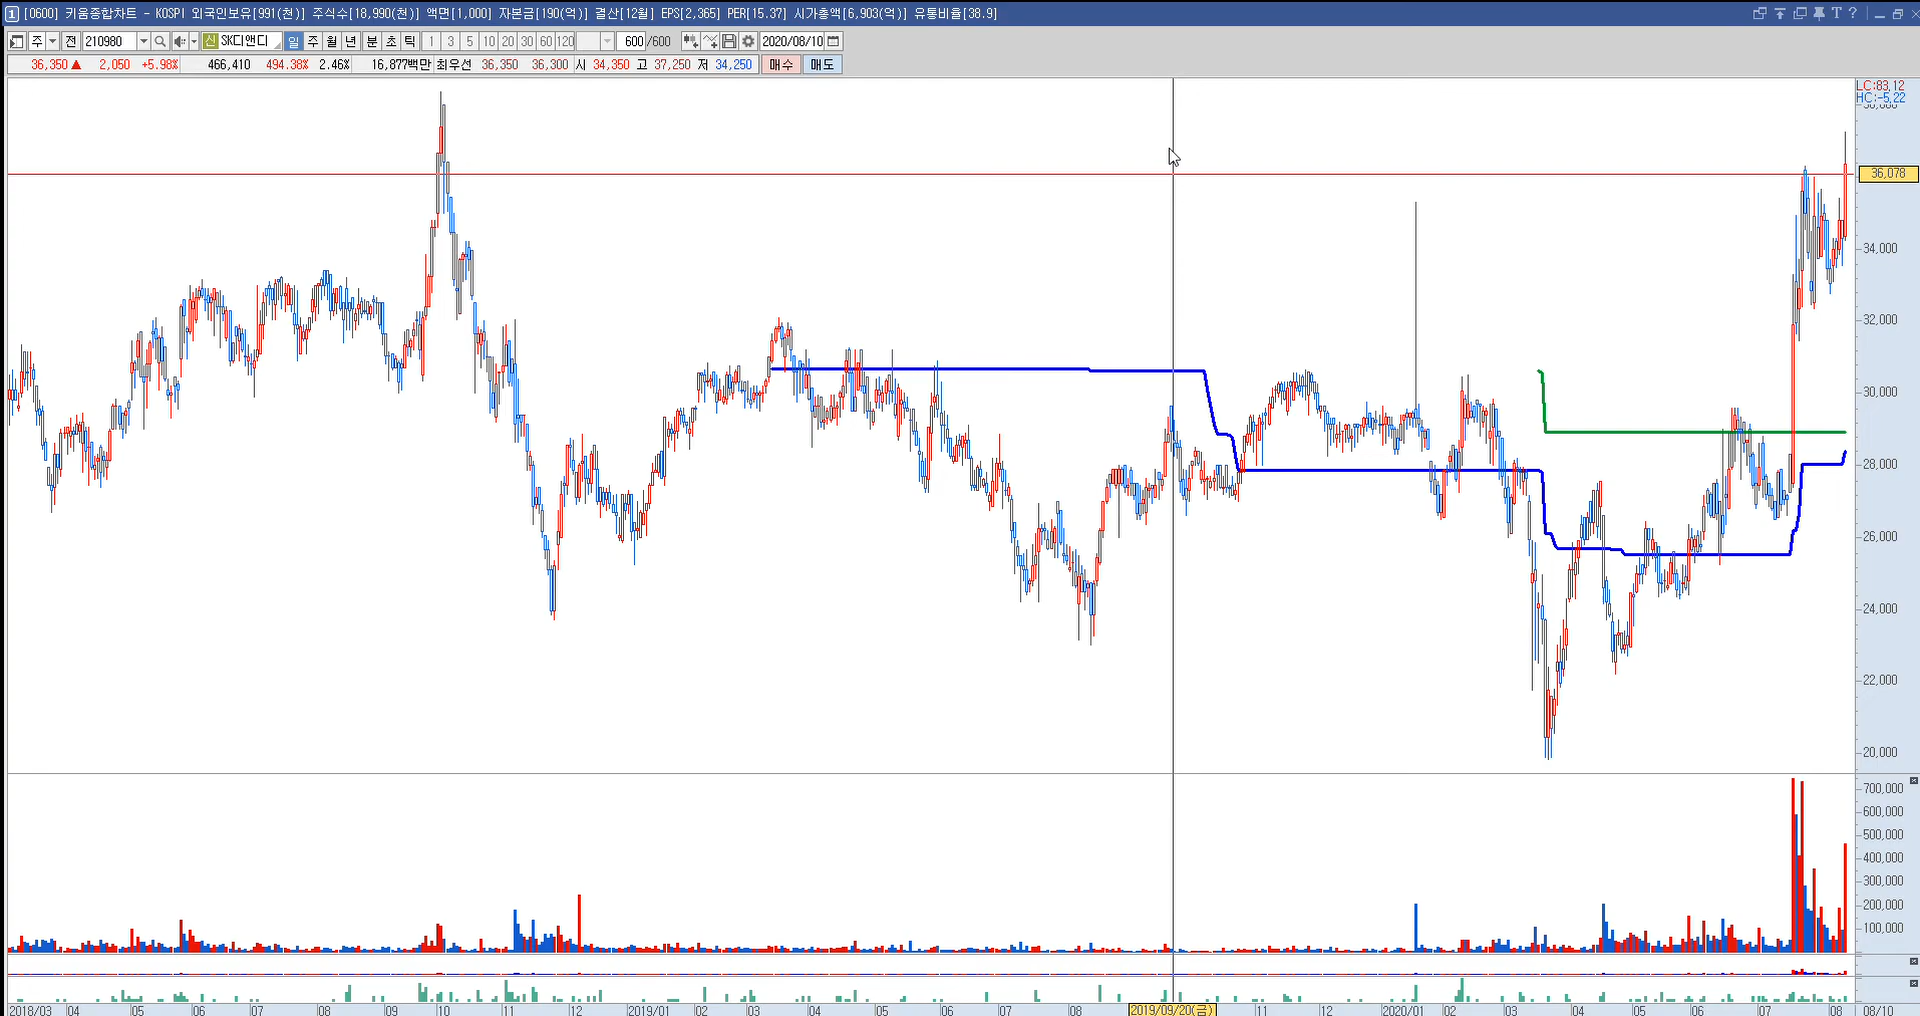 1 [0600] 키움종합차트 - KOSPI 외국인보유[991(천)] 주식수[18,990(천)] 액면[1,000] 자본금[190(억)] 결산[12월] EPS[2,365] PER[15.37] 시가총액[6,903(억)] 유통비율[38.9] T ?
주 전 210980 신 SK디앤디 일 주 월 년 분 초 틱 1 3 5 10 20 30 60 120 600 /600 2020/08/10
36,350 ▲ 2,050 +5.98% 466,410 494.38% 2.46% 16,877백만 최우선 36,350 36,300 시 34,350 고 37,250 저 34,250 매수 매도
LC:83,12
HC:-5,22
36,078
34,000
32,000
30,000
28,000
26,000
24,000
22,000
20,000
700,000
600,000
500,000
400,000
300,000
200,000
100,000
2018/03 04 05 06 07 08 09 10 11 12 2019/01 02 03 04 05 06 07 08 2019/09/20(금) 11 12 2020/01 02 03 04 05 06 07 08 08/10